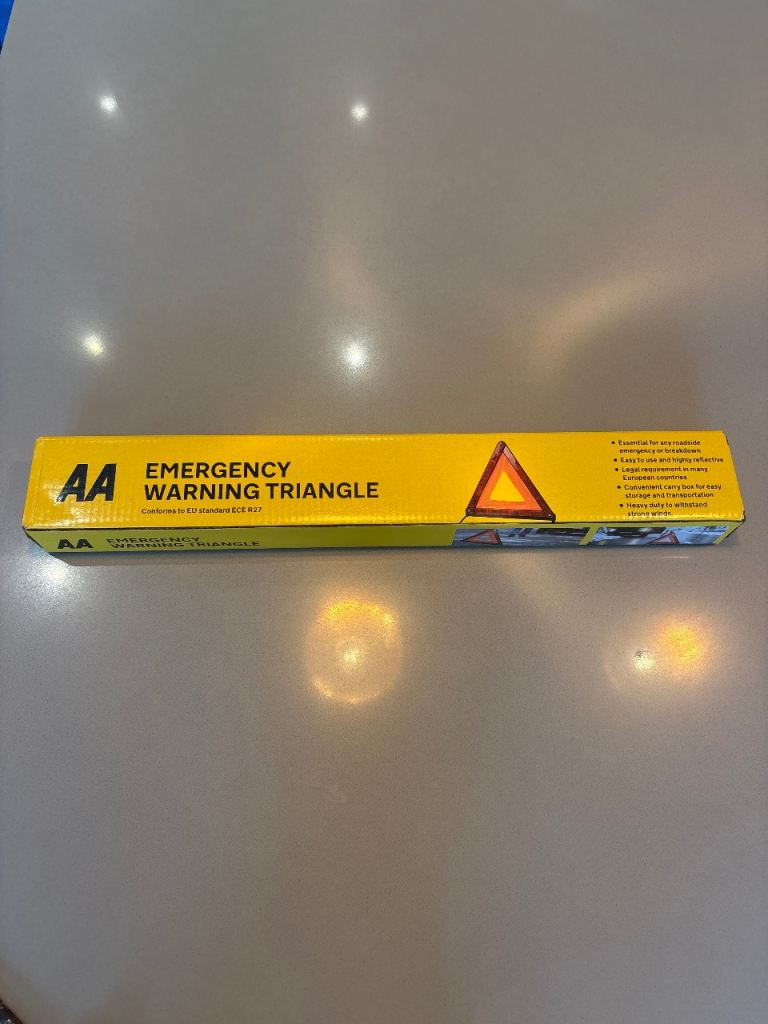 AA
EMERGENCY
WARNING TRIANGLE
Conforms to EU standard ECE R27
• Essential for any roadside
emergency or breakdown
• Easy to use and highly reflective
• Legal requirement in many
European countries
• Convenient carry box for easy
storage and transportation
• Heavy duty to withstand
strong winds
AA
EMERGENCY
WARNING TRIANGLE